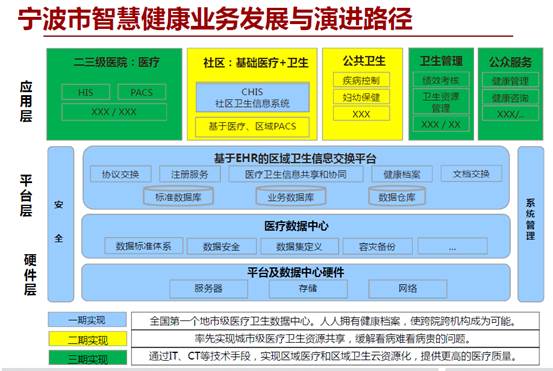 宁波市智慧健康业务发展与演进路径
应用层
二三级医院：医疗
HIS
PACS
XXX / XXX
社区：基础医疗+卫生
CHIS
社区卫生信息系统
基于医疗、区域PACS
公共卫生
疾病控制
妇幼保健
XXX
卫生管理
绩效考核
卫生资源
管理
XXX / XX
公众服务
健康管理
健康咨询
XXX/..
平台层
硬件层
安全
基于EHR的区域卫生信息交换平台
协议交换
注册服务
医疗卫生信息共享和协同
健康档案
文档交换
标准数据库
业务数据库
数据仓库
医疗数据中心
数据标准体系
数据安全
数据集定义
容灾备份
...
平台及数据中心硬件
服务器
存储
网络
系统管理
一期实现
全国第一个地市级医疗卫生数据中心。人人拥有健康档案，使跨院跨机构成为可能。
二期实现
率先实现城市级医疗卫生资源共享，缓解看病难看病贵的问题。
三期实现
通过IT、CT等技术手段，实现区域医疗和区域卫生云资源化，提供更高的医疗质量。